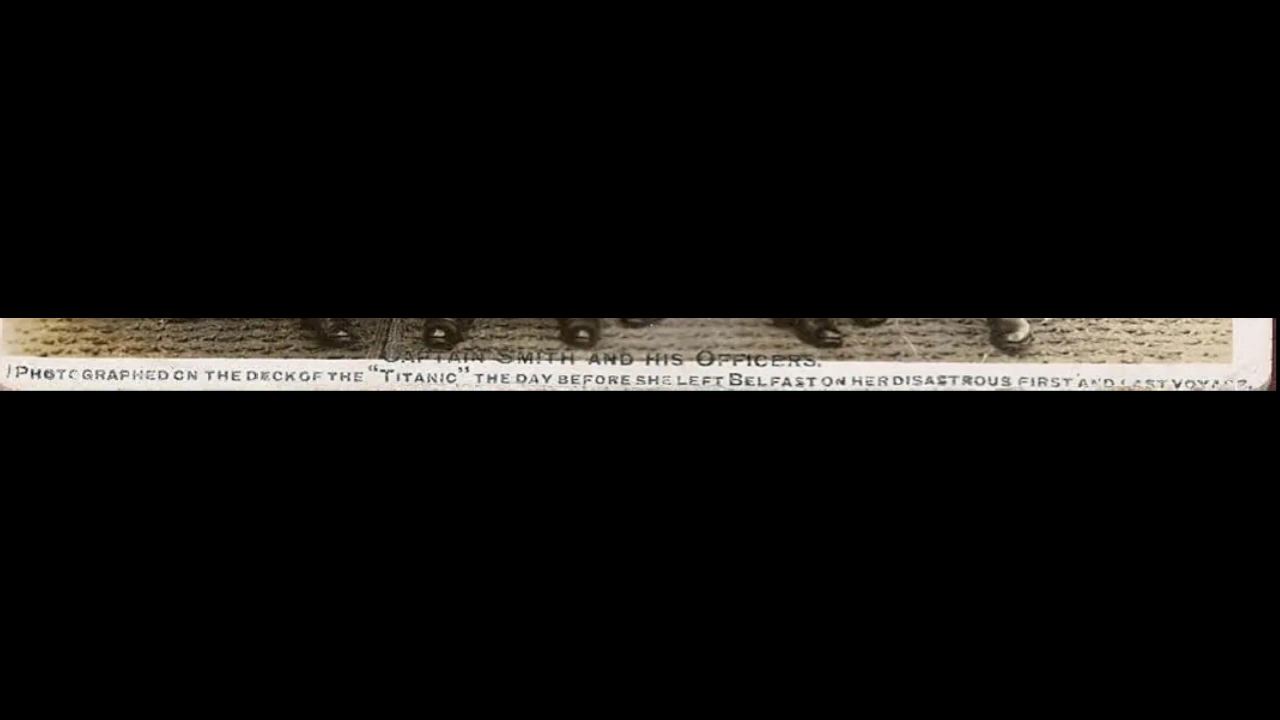 CAPTAIN SMITH AND HIS OFFICERS.
PHOTOGRAPHED ON THE DECK OF THE "TITANIC" THE DAY BEFORE SHE LEFT BELFAST ON HER DISASTROUS FIRST AND LAST VOYAGE.